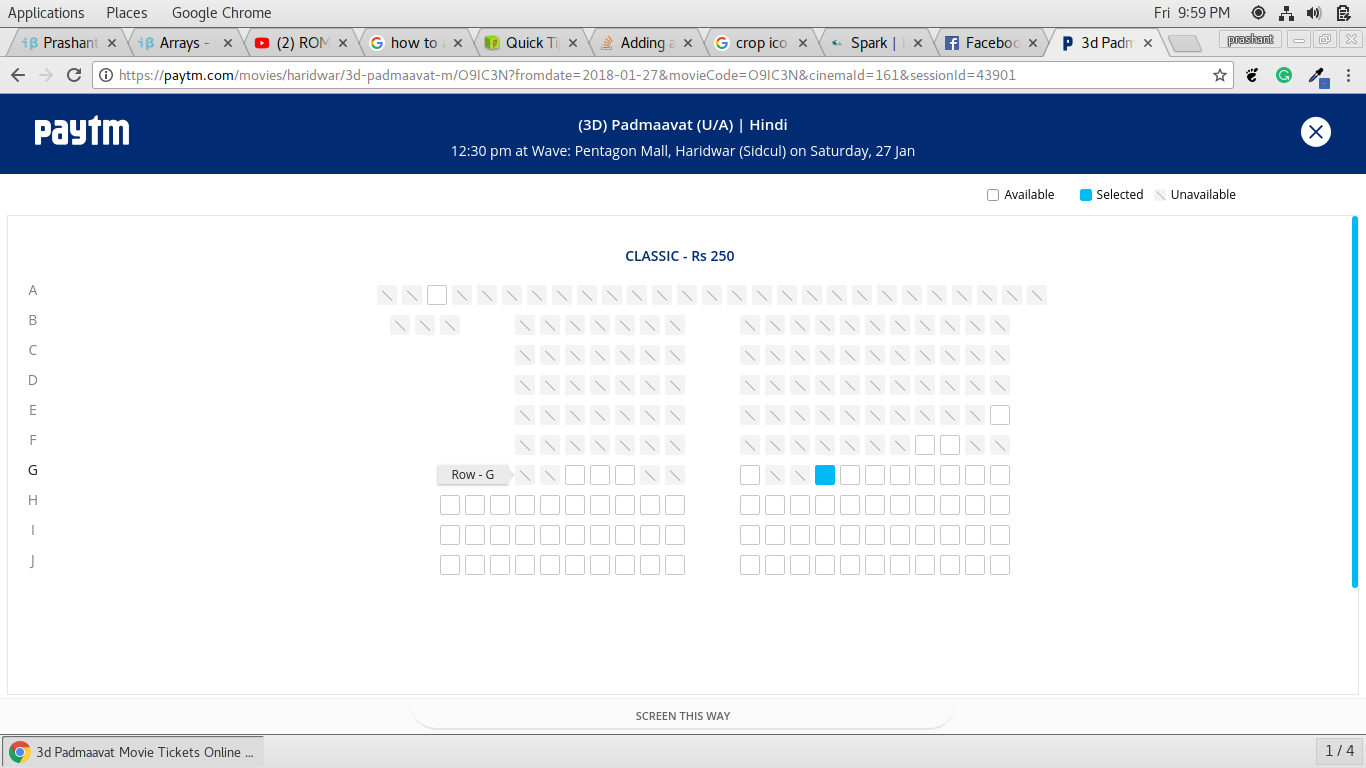 Applications Places Google Chrome Fri 9:59 PM
Prashant Arrays - (2) ROM how to Quick Ti Adding a crop ico Spark | Faceboo 3d Padm prashant
https://paytm.com/movies/haridwar/3d-padmaavat-m/O9IC3N?fromdate=2018-01-27&movieCode=O9IC3N&cinemaId=161&sessionId=43901
paytm
(3D) Padmaavat (U/A) | Hindi
12:30 pm at Wave: Pentagon Mall, Haridwar (Sidcul) on Saturday, 27 Jan
Available Selected Unavailable
CLASSIC - Rs 250
A
B
C
D
E
F
G Row - G
H
I
J
SCREEN THIS WAY
3d Padmaavat Movie Tickets Online ... 1 / 4